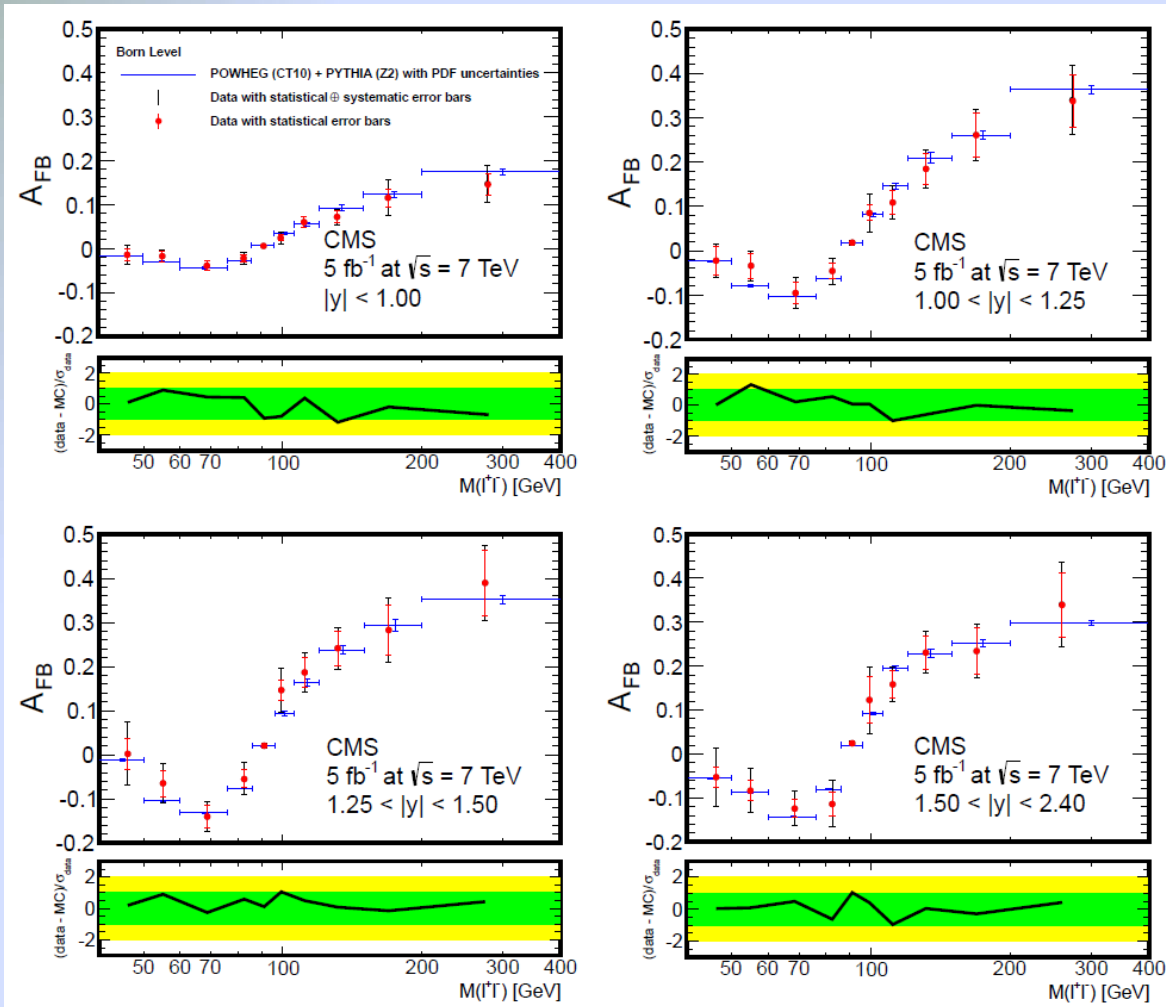 0.5
0.4
0.3
0.2
0.1
0
-0.1
-0.2
A_FB
Born Level
POWHEG (CT10) + PYTHIA (Z2) with PDF uncertainties
Data with statistical ⊕ systematic error bars
Data with statistical error bars
CMS
5 fb⁻¹ at √s = 7 TeV
|y| < 1.00
(data - MC)/σ_data
2
0
-2
50 60 70 100 200 300 400
M(l⁺l⁻) [GeV]
0.5
0.4
0.3
0.2
0.1
0
-0.1
-0.2
A_FB
CMS
5 fb⁻¹ at √s = 7 TeV
1.00 < |y| < 1.25
(data - MC)/σ_data
2
0
-2
50 60 70 100 200 300 400
M(l⁺l⁻) [GeV]
0.5
0.4
0.3
0.2
0.1
0
-0.1
-0.2
A_FB
CMS
5 fb⁻¹ at √s = 7 TeV
1.25 < |y| < 1.50
(data - MC)/σ_data
2
0
-2
50 60 70 100 200 300 400
M(l⁺l⁻) [GeV]
0.5
0.4
0.3
0.2
0.1
0
-0.1
-0.2
A_FB
CMS
5 fb⁻¹ at √s = 7 TeV
1.50 < |y| < 2.40
(data - MC)/σ_data
2
0
-2
50 60 70 100 200 300 400
M(l⁺l⁻) [GeV]